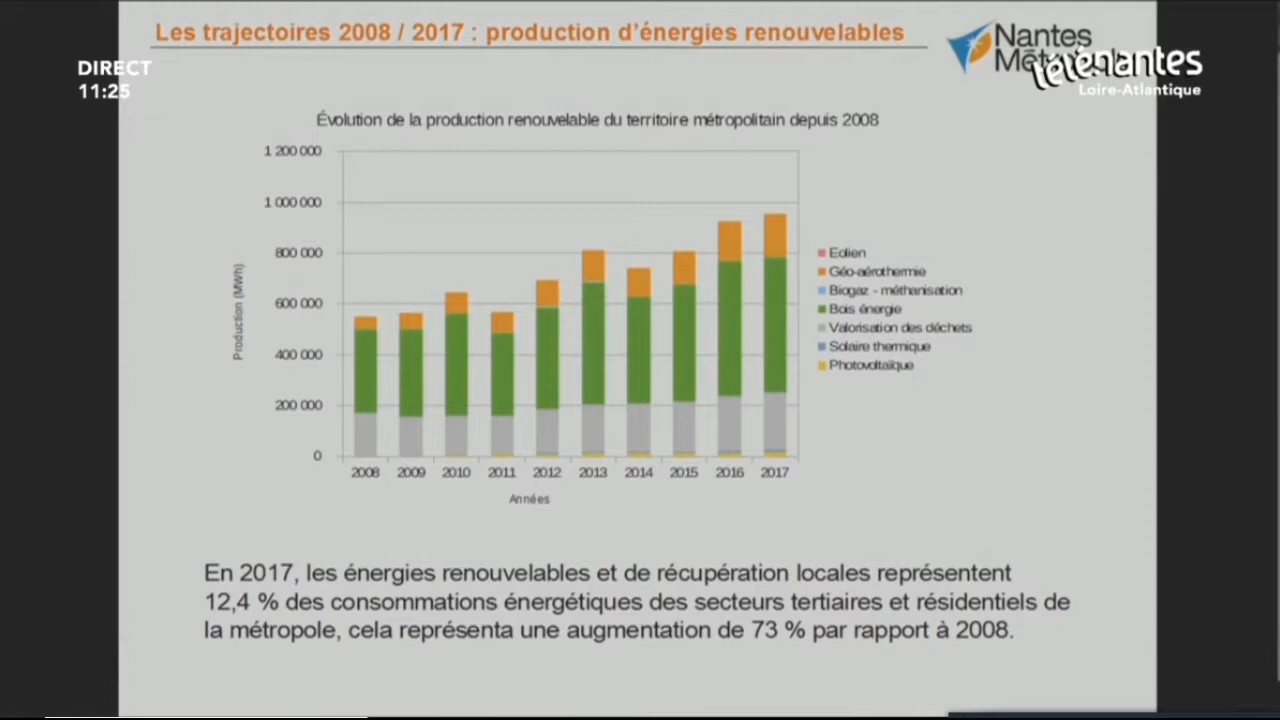 Les trajectoires 2008 / 2017 : production d'énergies renouvelables
Nantes
DIRECT
11:25
télénantes
Loire-Atlantique
Évolution de la production renouvelable du territoire métropolitain depuis 2008
1 200 000
1 000 000
800 000
600 000
400 000
200 000
0
Production (MWh)
2008 2009 2010 2011 2012 2013 2014 2015 2016 2017
Années
Eolien
Géo-aérothermie
Biogaz - méthanisation
Bois énergie
Valorisation des déchets
Solaire thermique
Photovoltaïque
En 2017, les énergies renouvelables et de récupération locales représentent
12,4 % des consommations énergétiques des secteurs tertiaires et résidentiels de
la métropole, cela représenta une augmentation de 73 % par rapport à 2008.